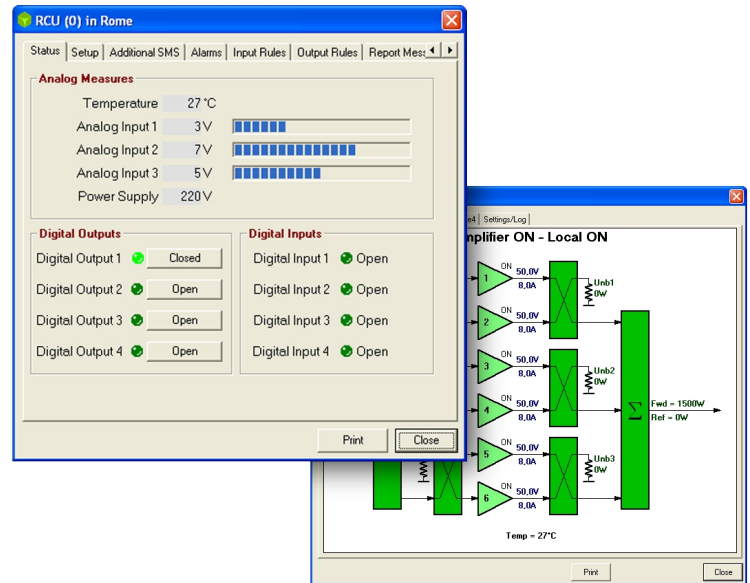 RCU (0) in Rome
Status Setup Additional SMS Alarms Input Rules Output Rules Report Mess
Analog Measures
Temperature 27 °C
Analog Input 1 3 V
Analog Input 2 7 V
Analog Input 3 5 V
Power Supply 220 V
Digital Outputs
Digital Output 1 Closed
Digital Output 2 Open
Digital Output 3 Open
Digital Output 4 Open
Digital Inputs
Digital Input 1 Open
Digital Input 2 Open
Digital Input 3 Open
Digital Input 4 Open
Print Close
e4 Settings/Log
mplifier ON - Local ON
1 ON 50,0V
8,0A
Unb1
0W
2 ON 50,0V
8,0A
3 ON 50,0V
8,0A
Unb2
0W
4 ON 50,0V
8,0A
Σ
Fwd = 1500W
Ref = 0W
5 ON 50,0V
8,0A
Unb3
0W
6 ON 50,0V
8,0A
Temp = 27°C
Print Close